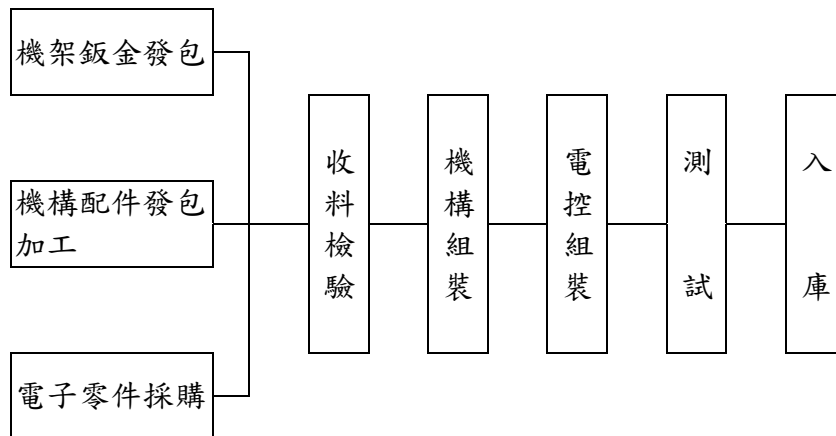 機架鈑金發包
機構配件發包
加工
電子零件採購
收料檢驗
機構組裝
電控組裝
測試
入庫